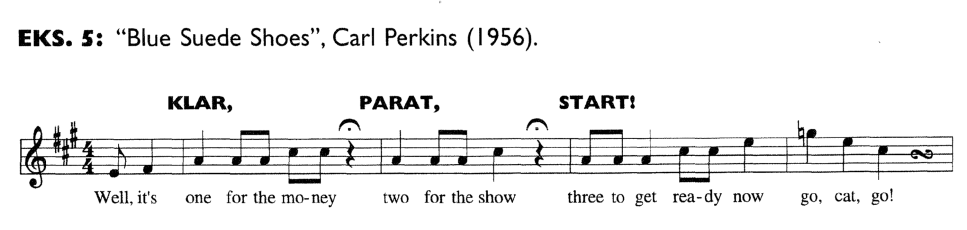 EKS. 5: “Blue Suede Shoes”, Carl Perkins (1956).
KLAR, PARAT, START!
Well, it's one for the mo-ney two for the show three to get rea-dy now go, cat, go!